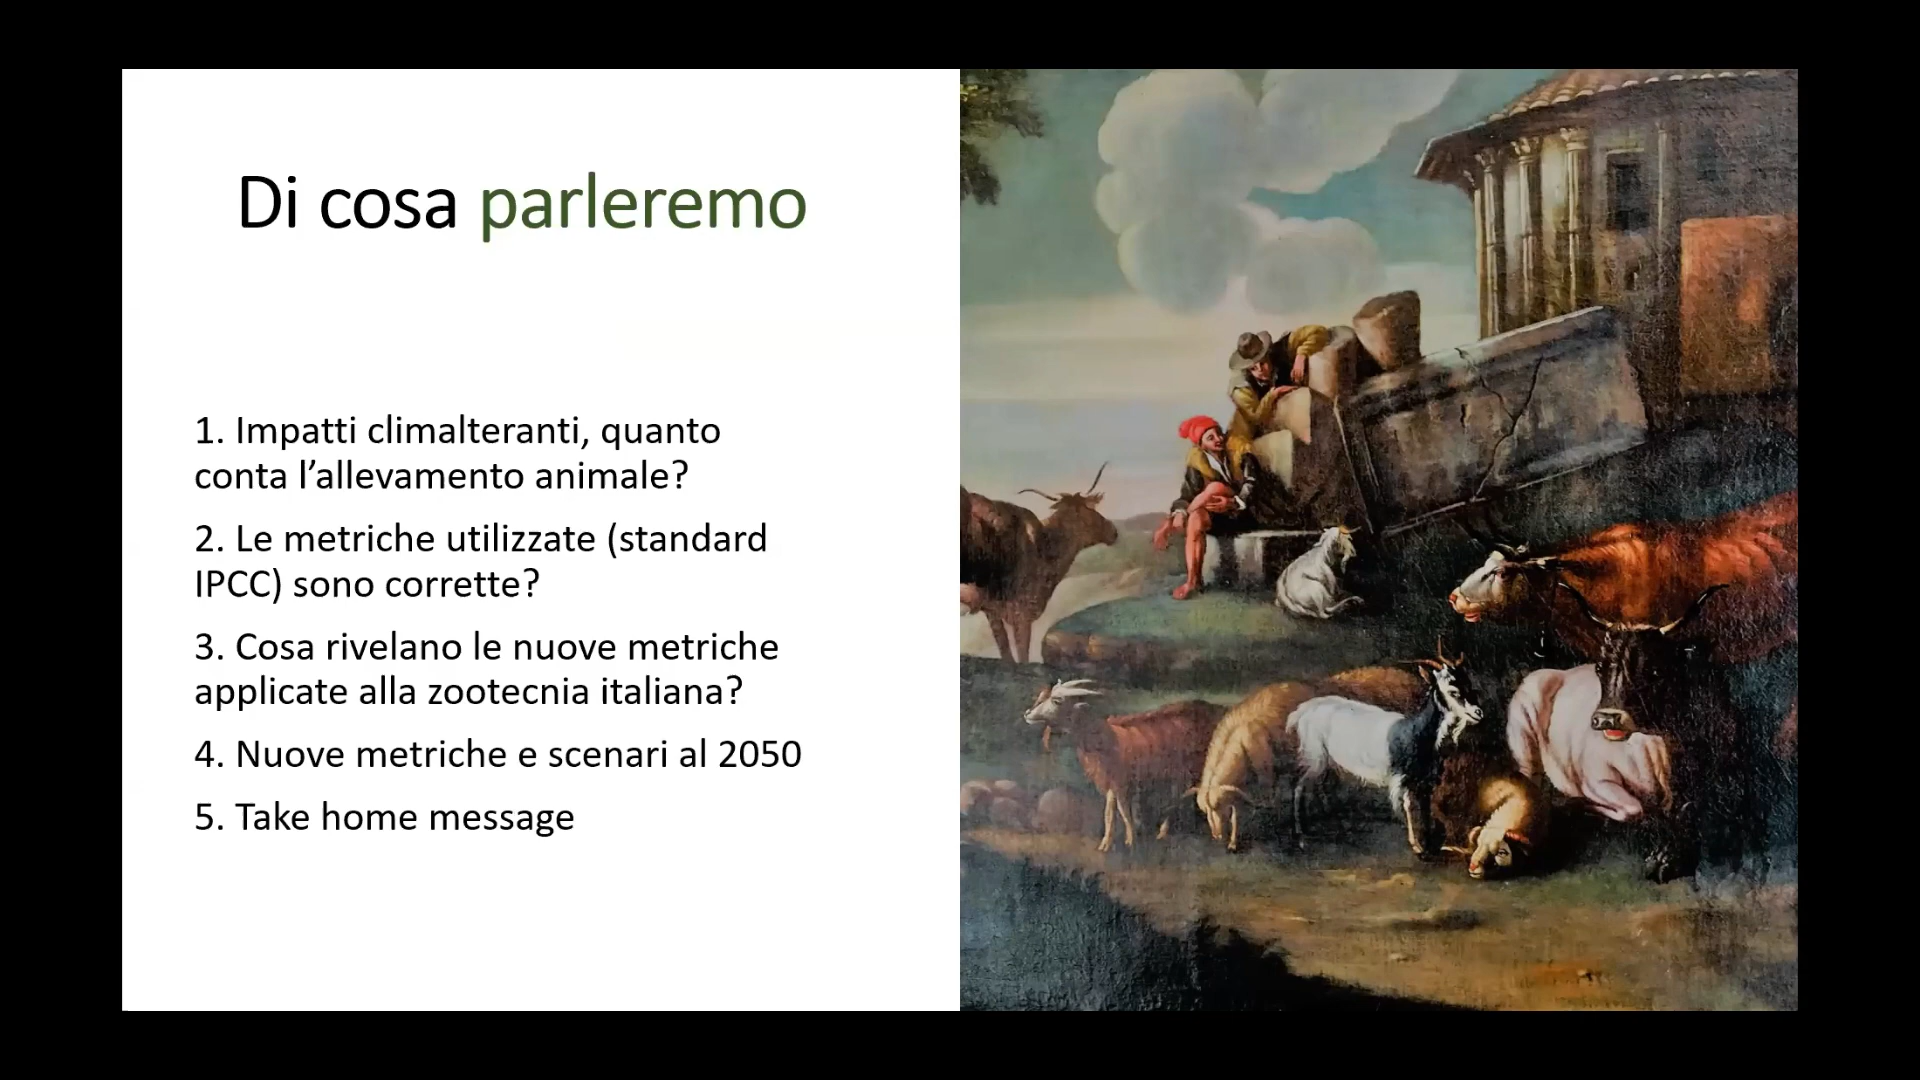 Di cosa parleremo
1. Impatti climalteranti, quanto
conta l’allevamento animale?
2. Le metriche utilizzate (standard
IPCC) sono corrette?
3. Cosa rivelano le nuove metriche
applicate alla zootecnia italiana?
4. Nuove metriche e scenari al 2050
5. Take home message